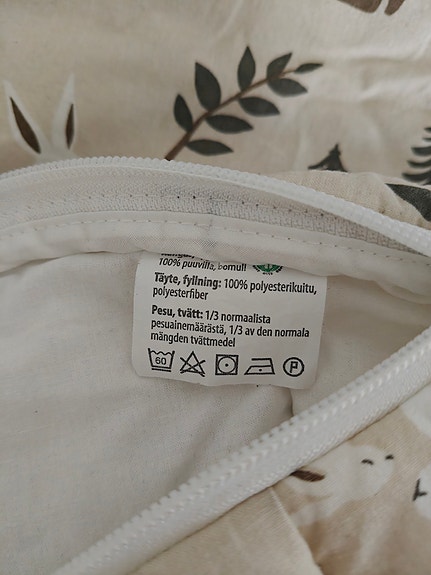 100% puuvilla, bomull
Täyte, fyllning: 100% polyesterikuitu,
polyesterfiber
Pesu, tvätt: 1/3 normaalista
pesuainemäärästä, 1/3 av den normala
mängden tvättmedel
60 P